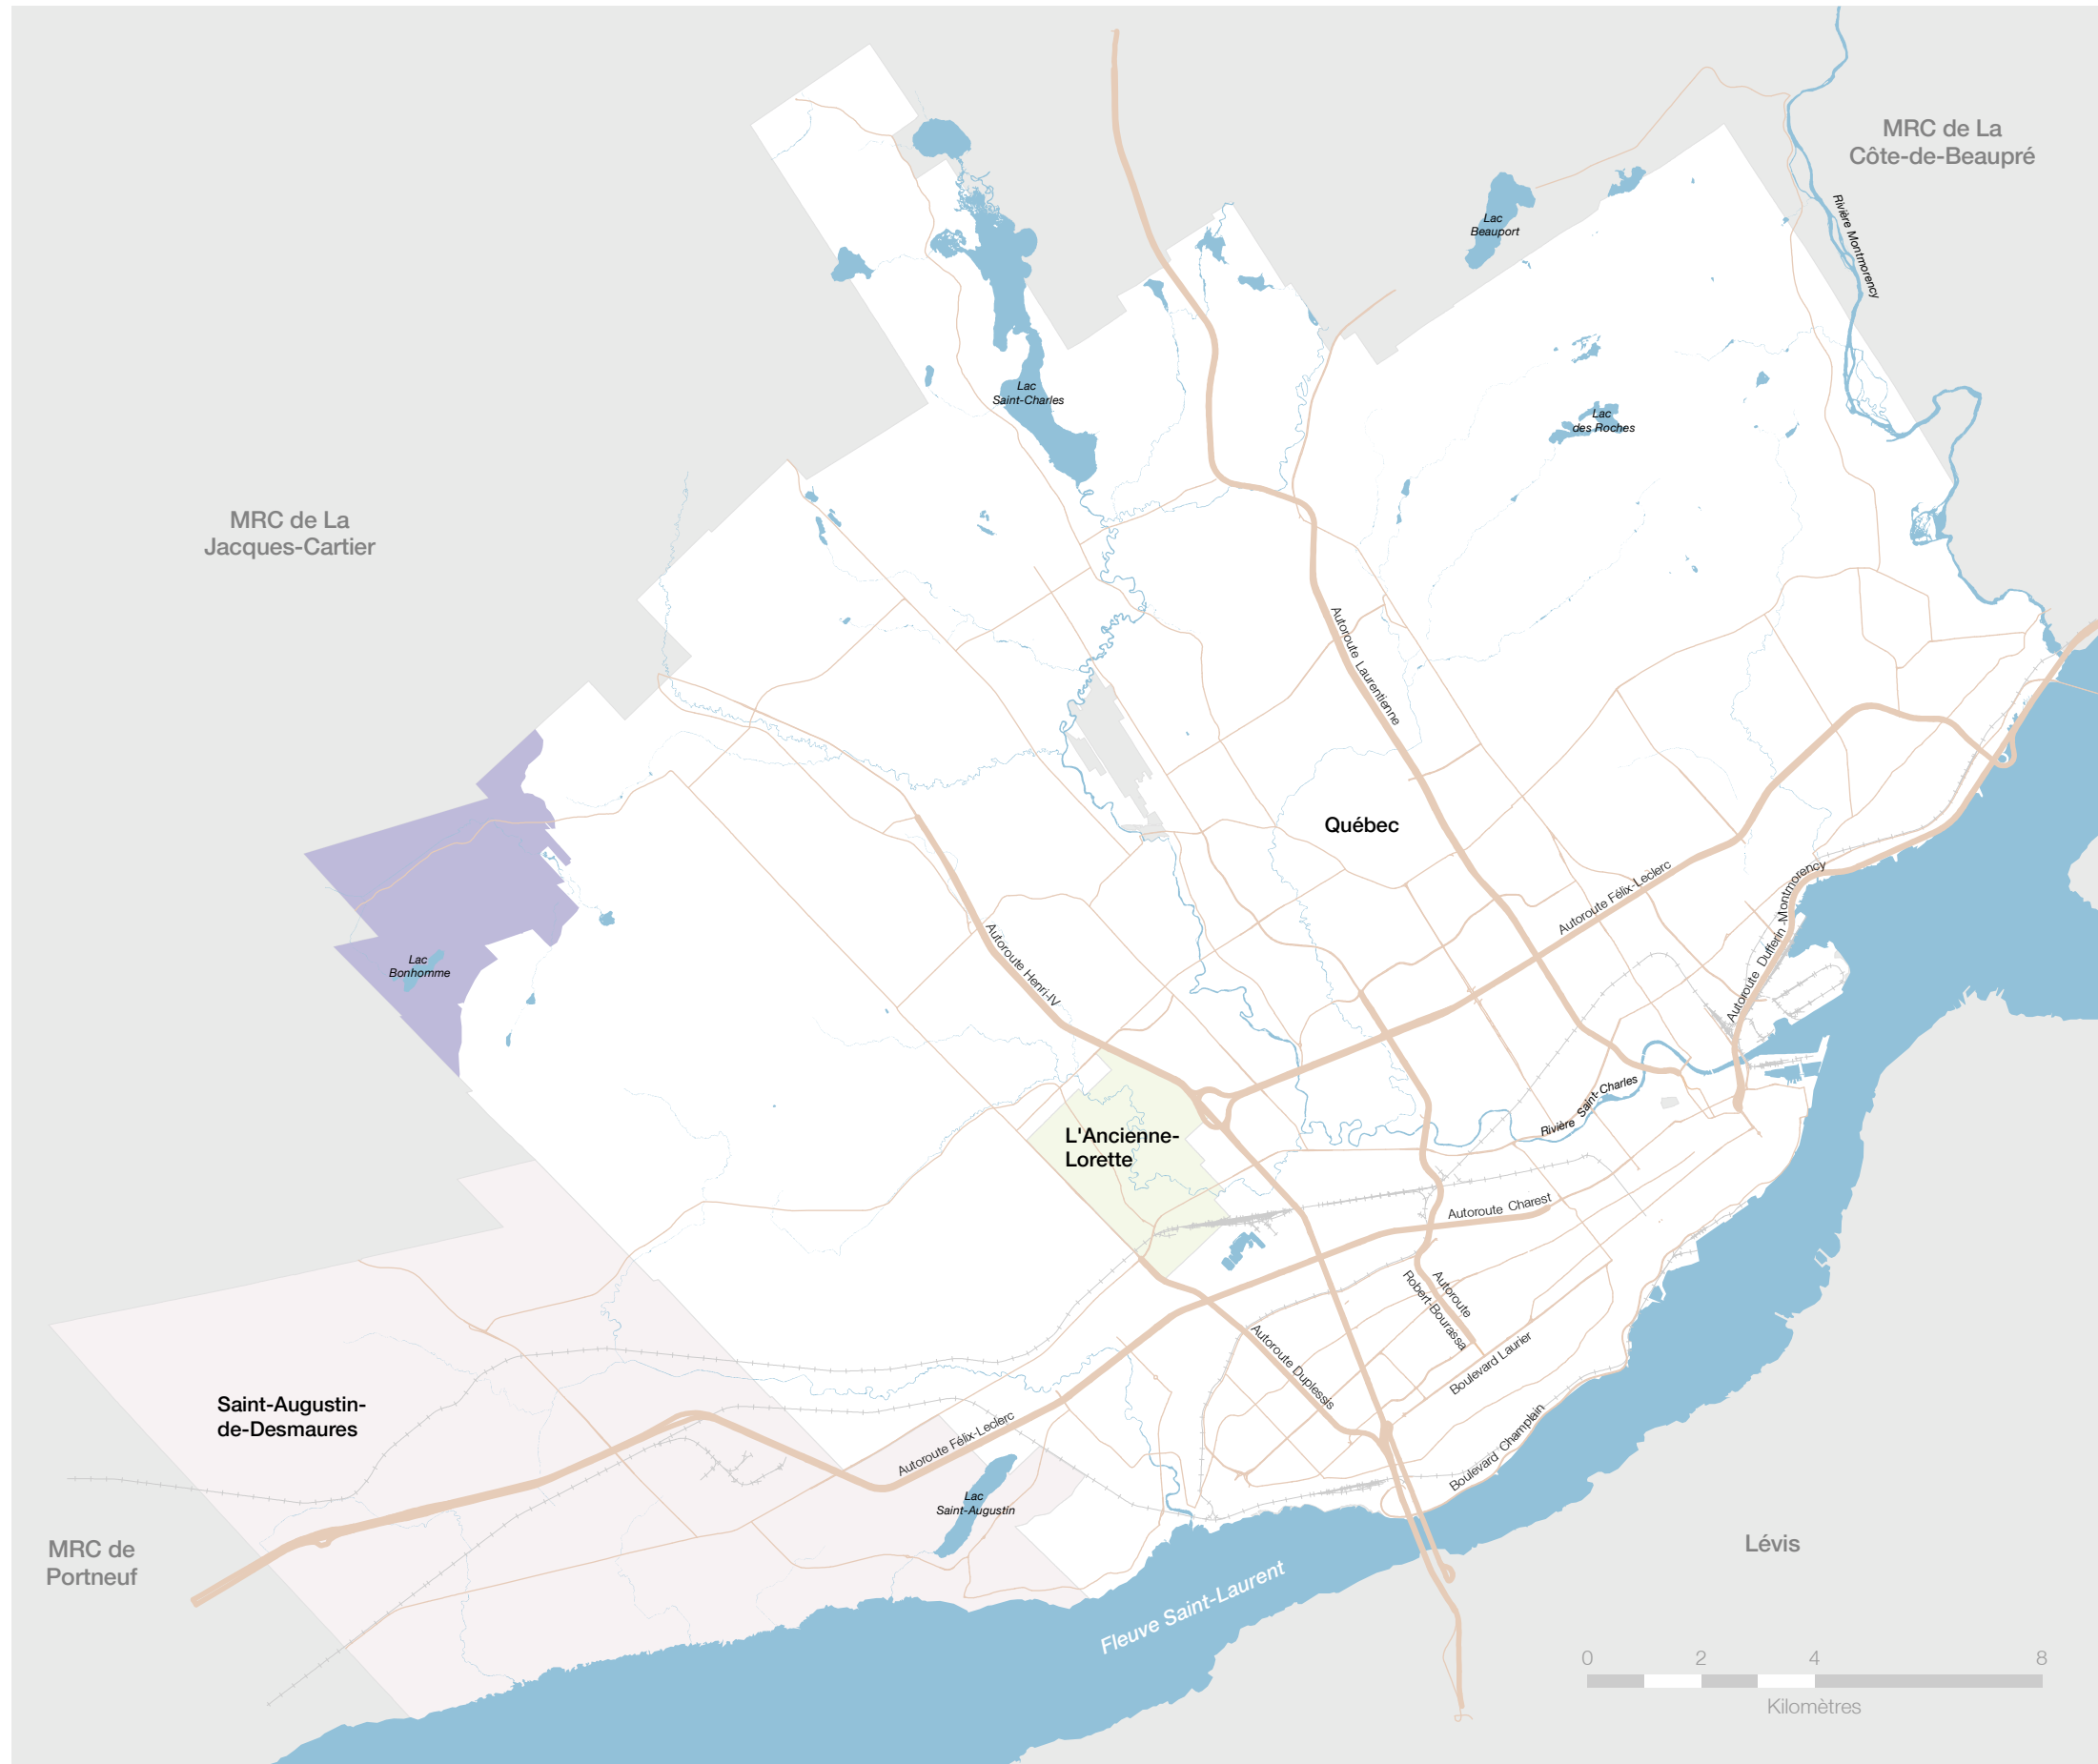 MRC de La
Côte-de-Beaupré
Rivière Montmorency
Lac
Beauport
Lac
Saint-Charles
Lac
des Roches
MRC de La
Jacques-Cartier
Autoroute Laurentienne
Québec
Autoroute Félix-Leclerc
Autoroute Dufferin -Montmorency
Autoroute Henri-IV
Lac
Bonhomme
Rivière Saint-Charles
L'Ancienne-
Lorette
Autoroute Charest
Autoroute
Robert-Bourassa
Autoroute Duplessis
Boulevard Laurier
Saint-Augustin-
de-Desmaures
Autoroute Félix-Leclerc
Boulevard Champlain
Lac
Saint-Augustin
MRC de
Portneuf
Lévis
Fleuve Saint-Laurent
0 2 4 8
Kilomètres